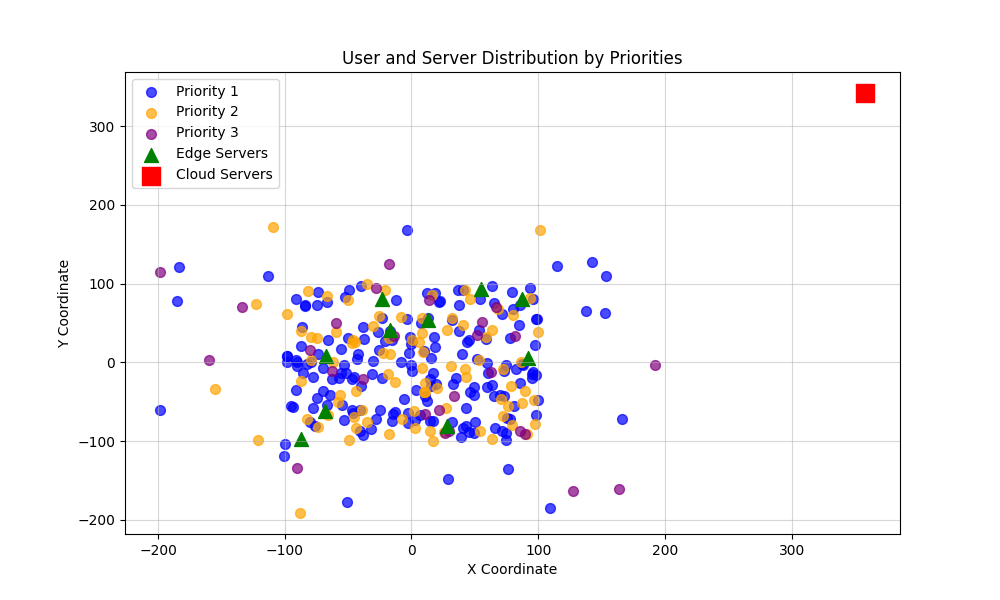 User and Server Distribution by Priorities
Priority 1
Priority 2
Priority 3
Edge Servers
Cloud Servers
Y Coordinate
300
200
100
0
−100
−200
−200
−100
0
100
200
300
X Coordinate